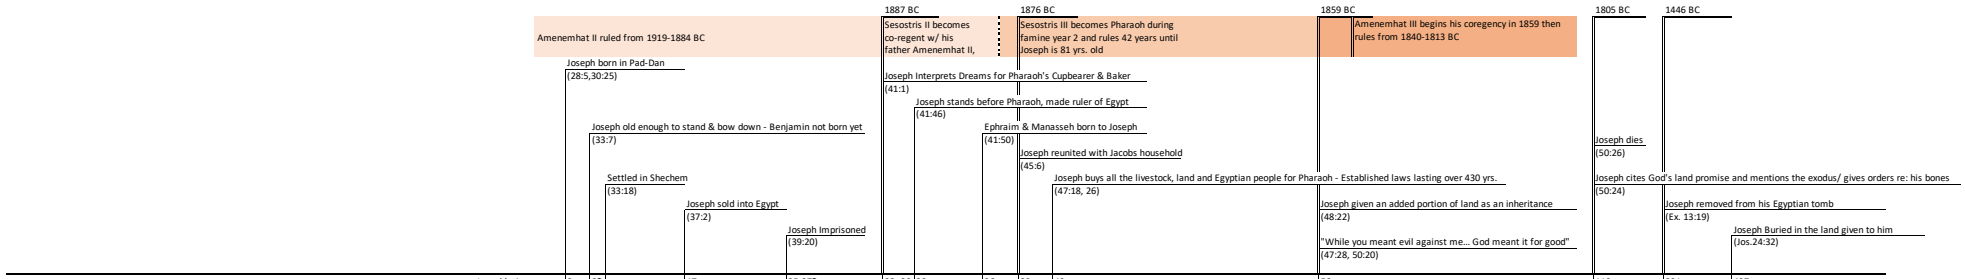 1887 BC
1876 BC
1859 BC
1805 BC
1446 BC
Amenemhat II ruled from 1919-1884 BC
Sesostris II becomes
co-regent w/ his
father Amenemhat II,
Sesostris III becomes Pharaoh during
famine year 2 and rules 42 years until
Joseph is 81 yrs. old
Amenemhat III begins his coregency in 1859 then
rules from 1840-1813 BC
Joseph born in Pad-Dan
(28:5,30:25)
Joseph Interprets Dreams for Pharaoh's Cupbearer & Baker
(41:1)
Joseph stands before Pharaoh, made ruler of Egypt
(41:46)
Joseph old enough to stand & bow down - Benjamin not born yet
(33:7)
Ephraim & Manasseh born to Joseph
(41:50)
Joseph dies
(50:26)
Joseph reunited with Jacobs household
(45:6)
Settled in Shechem
(33:18)
Joseph buys all the livestock, land and Egyptian people for Pharaoh - Established laws lasting over 430 yrs.
(47:18, 26)
Joseph cites God's land promise and mentions the exodus/ gives orders re: his bones
(50:24)
Joseph sold into Egypt
(37:2)
Joseph given an added portion of land as an inheritance
(48:22)
Joseph removed from his Egyptian tomb
(Ex. 13:19)
Joseph Imprisoned
(39:20)
"While you meant evil against me... God meant it for good"
(47:28, 50:20)
Joseph Buried in the land given to him
(Jos.24:32)